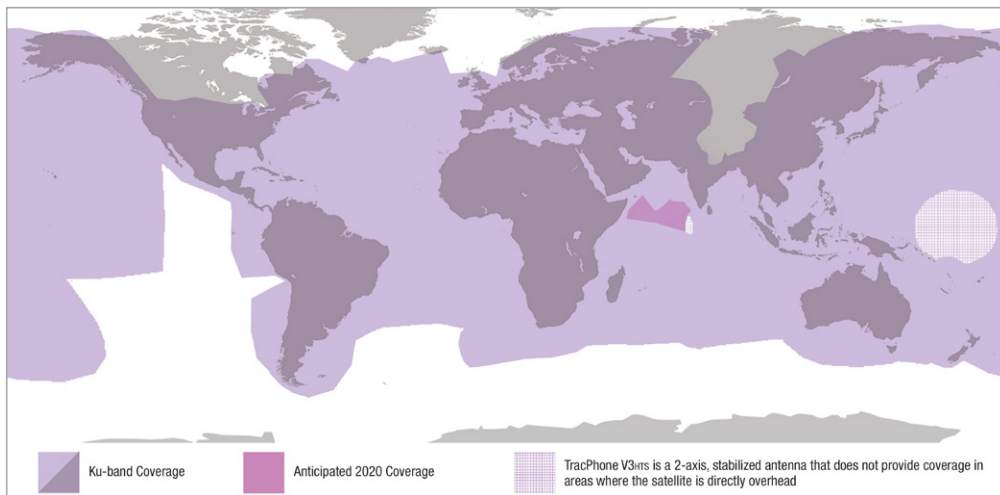 Ku-band Coverage
Anticipated 2020 Coverage
TracPhone V3HTS is a 2-axis, stabilized antenna that does not provide coverage in
areas where the satellite is directly overhead